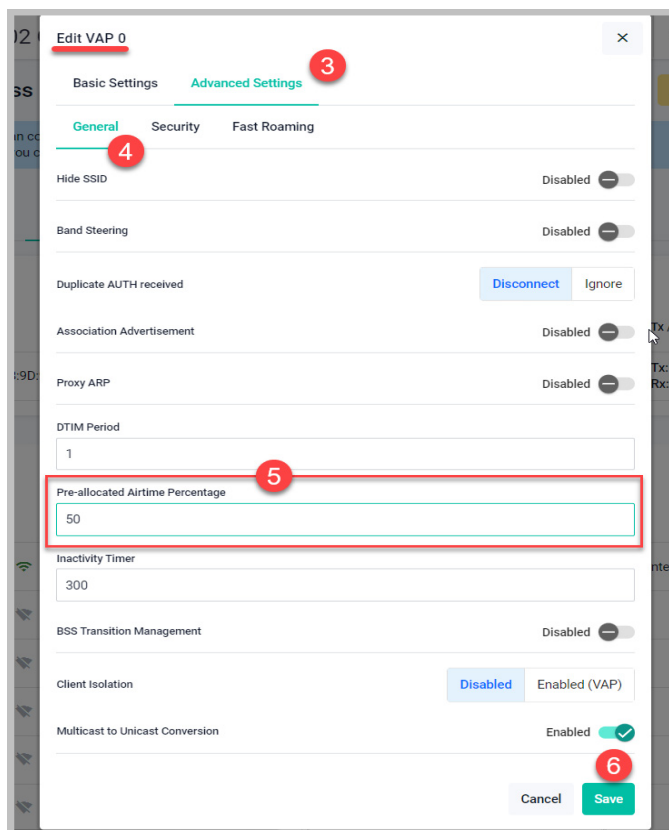 Edit VAP 0
×
3
Basic Settings Advanced Settings
General Security Fast Roaming
4
Hide SSID Disabled
Band Steering Disabled
Duplicate AUTH received Disconnect Ignore
Association Advertisement Disabled
Proxy ARP Disabled
DTIM Period
1
5
Pre-allocated Airtime Percentage
50
Inactivity Timer
300
BSS Transition Management Disabled
Client Isolation Disabled Enabled (VAP)
Multicast to Unicast Conversion Enabled
6
Cancel Save
Tx:
Rx: